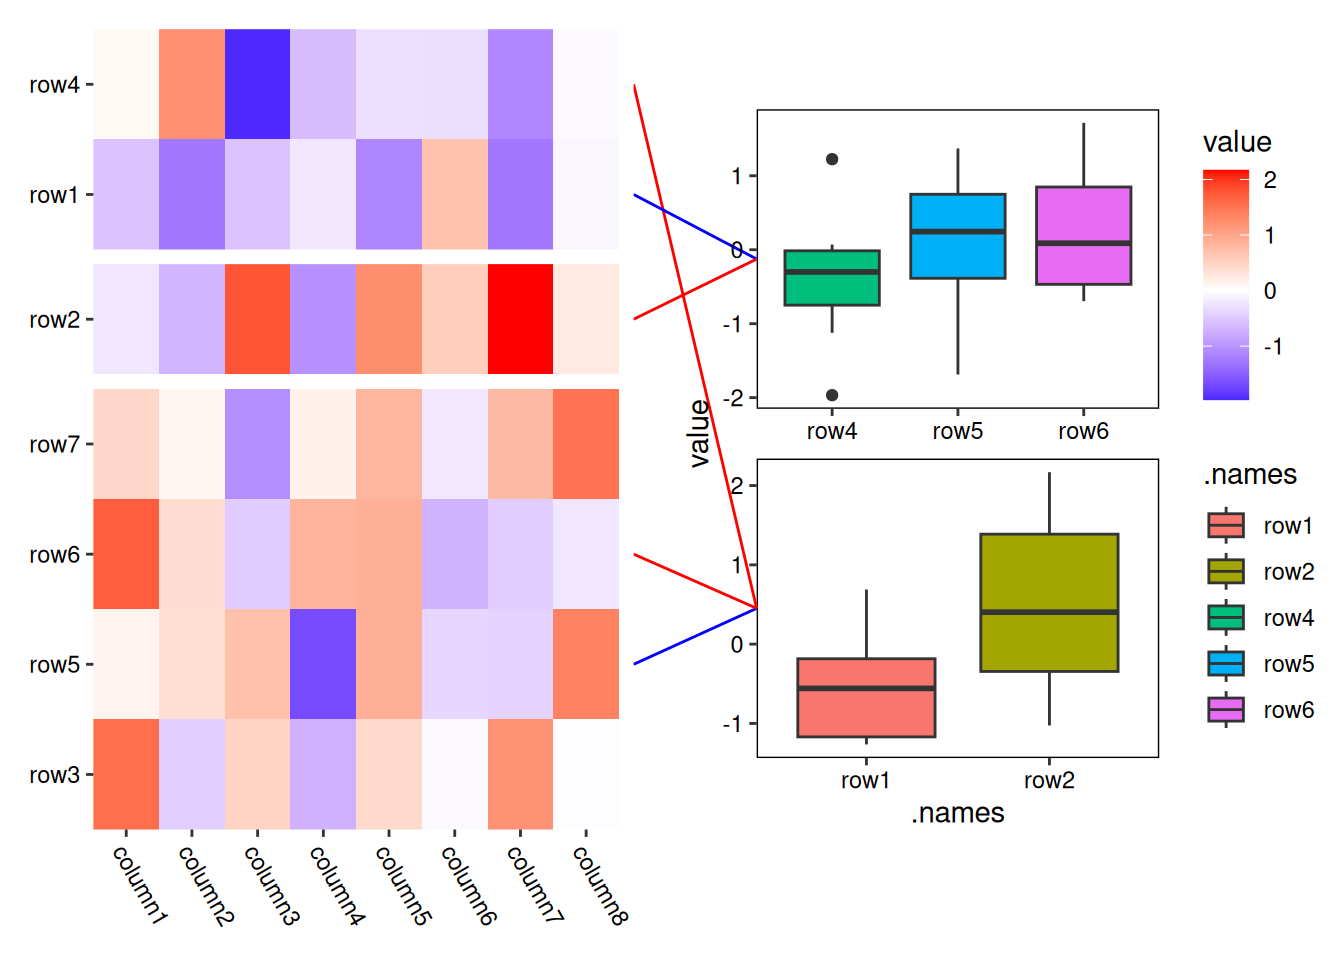 row4
row1
row2
row7
row6
row5
row3
column1
column2
column3
column4
column5
column6
column7
column8
value
1
0
-1
-2
row4
row5
row6
2
1
0
-1
row1
row2
.names
value
2
1
0
-1
.names
row1
row2
row4
row5
row6